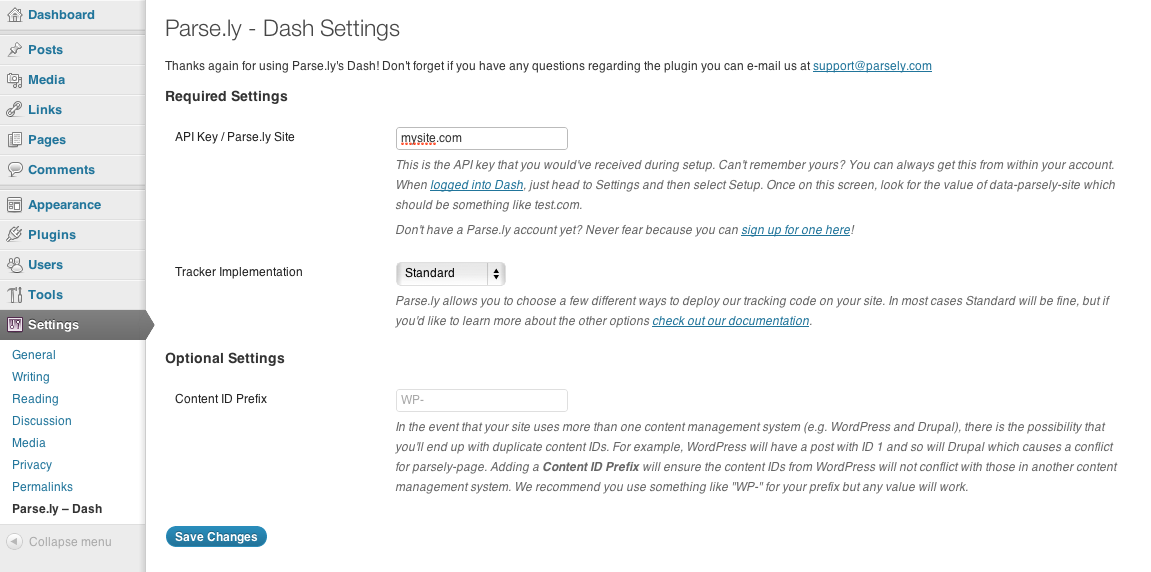 Dashboard
Posts
Media
Links
Pages
Comments
Appearance
Plugins
Users
Tools
Settings
General
Writing
Reading
Discussion
Media
Privacy
Permalinks
Parse.ly – Dash
Collapse menu
Parse.ly - Dash Settings
Thanks again for using Parse.ly's Dash! Don't forget if you have any questions regarding the plugin you can e-mail us at support@parsely.com
Required Settings
API Key / Parse.ly Site
mysite.com
This is the API key that you would've received during setup. Can't remember yours? You can always get this from within your account.
When logged into Dash, just head to Settings and then select Setup. Once on this screen, look for the value of data-parsely-site which
should be something like test.com.
Don't have a Parse.ly account yet? Never fear because you can sign up for one here!
Tracker Implementation
Standard
Parse.ly allows you to choose a few different ways to deploy our tracking code on your site. In most cases Standard will be fine, but if
you'd like to learn more about the other options check out our documentation.
Optional Settings
Content ID Prefix
WP-
In the event that your site uses more than one content management system (e.g. WordPress and Drupal), there is the possibility that
you'll end up with duplicate content IDs. For example, WordPress will have a post with ID 1 and so will Drupal which causes a conflict
for parsely-page. Adding a Content ID Prefix will ensure the content IDs from WordPress will not conflict with those in another content
management system. We recommend you use something like "WP-" for your prefix but any value will work.
Save Changes